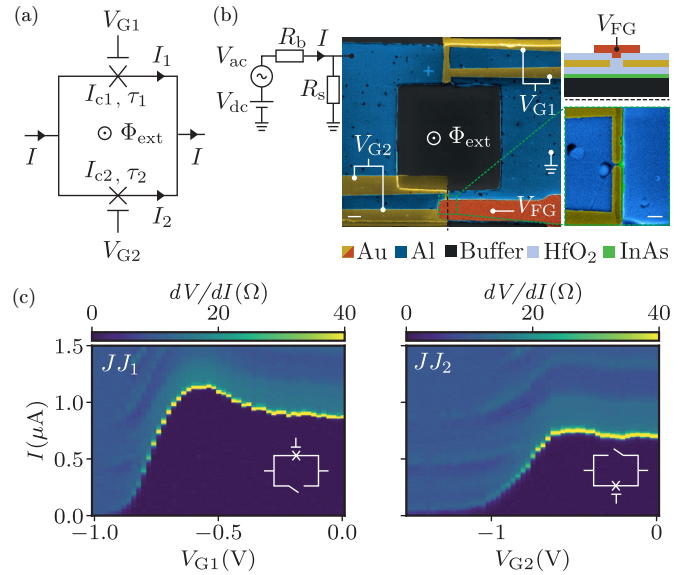 (a)
V_G1
I_1
I_c1, τ_1
⊙ Φ_ext
I
I
I_c2, τ_2
I_2
V_G2
(b)
R_b
I
V_ac
R_s
V_dc
V_G1
V_G2
⊙ Φ_ext
V_FG
V_FG
Au Al Buffer HfO₂ InAs
(c)
dV/dI(Ω)
0 20 40
JJ_1
I(μA)
1.5
1.0
0.5
0.0
−1.0 −0.5 0.0
V_G1(V)
dV/dI(Ω)
0 20 40
JJ_2
−1 0
V_G2(V)